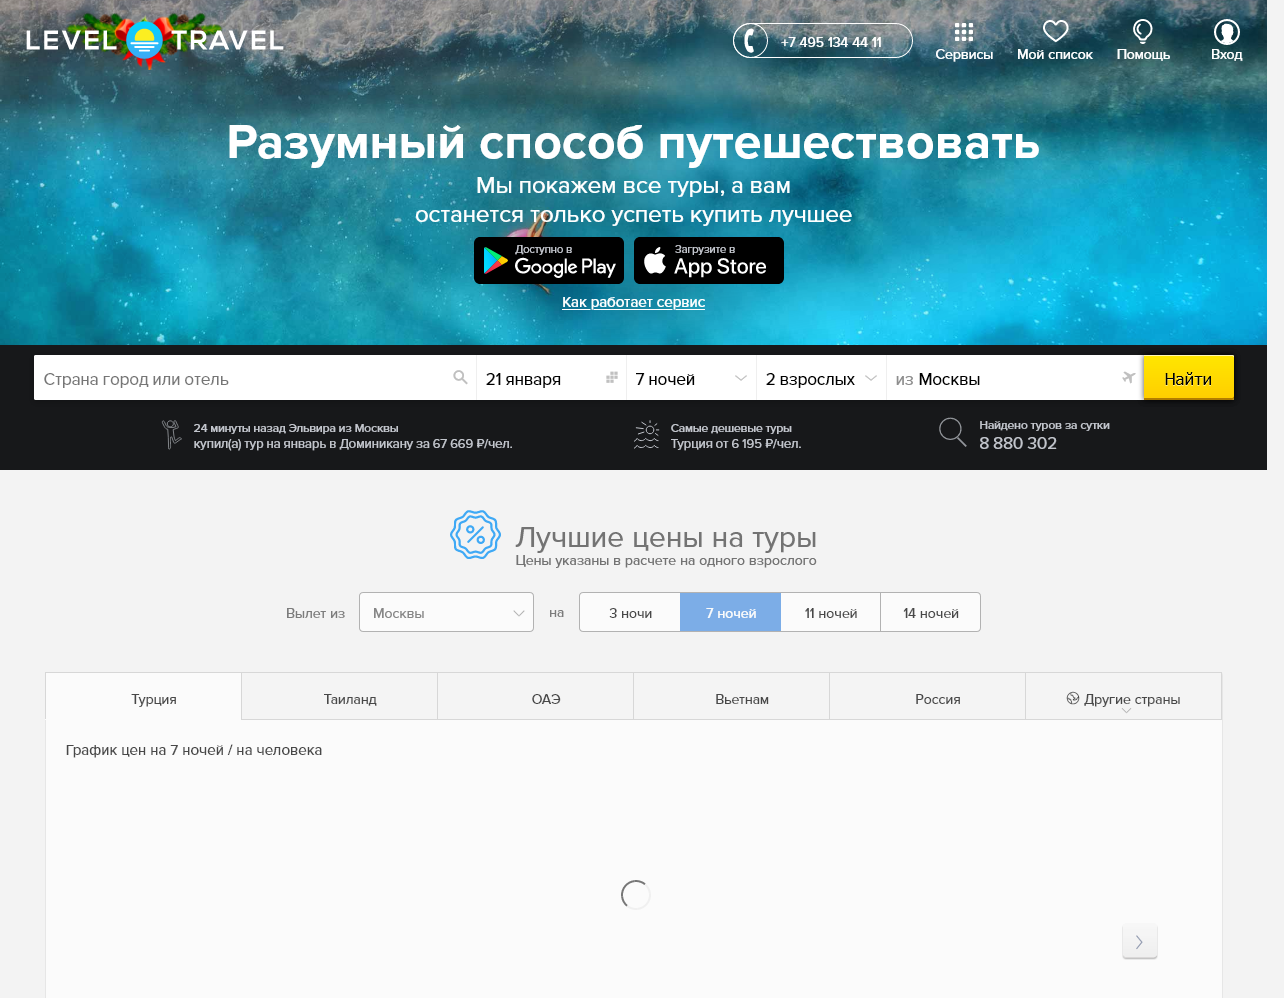 LEVEL TRAVEL
+7 495 134 44 11
Сервисы
Мой список
Помощь
Вход
Разумный способ путешествовать
Мы покажем все туры, а вам
останется только успеть купить лучшее
Доступно в
Google Play
Загрузите в
App Store
Как работает сервис
Страна город или отель
21 января
7 ночей
2 взрослых
из Москвы
Найти
24 минуты назад Эльвира из Москвы
купил(а) тур на январь в Доминикану за 67 669 ₽/чел.
Самые дешевые туры
Турция от 6 195 ₽/чел.
Найдено туров за сутки
8 880 302
Лучшие цены на туры
Цены указаны в расчете на одного взрослого
Вылет из
Москвы
на
3 ночи
7 ночей
11 ночей
14 ночей
Турция
Таиланд
ОАЭ
Вьетнам
Россия
Другие страны
График цен на 7 ночей / на человека